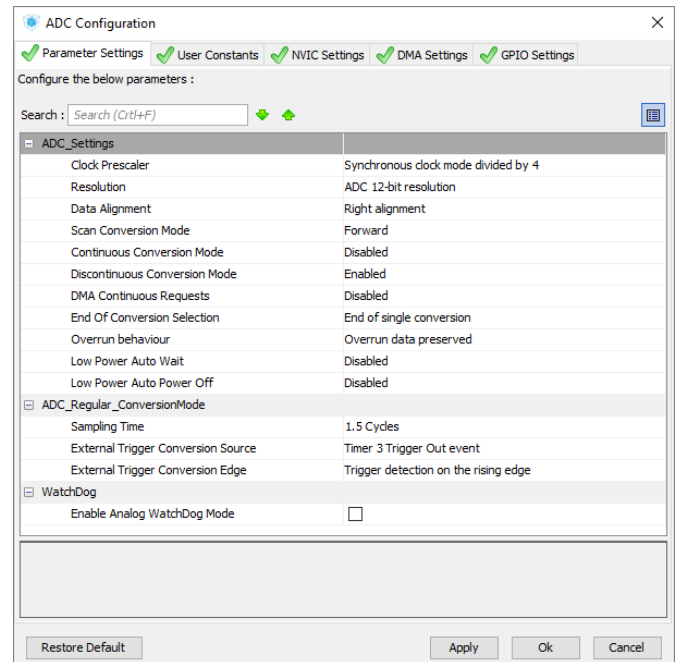 ADC Configuration
Parameter Settings User Constants NVIC Settings DMA Settings GPIO Settings
Configure the below parameters :
Search : Search (Crtl+F)
ADC_Settings
Clock Prescaler Synchronous clock mode divided by 4
Resolution ADC 12-bit resolution
Data Alignment Right alignment
Scan Conversion Mode Forward
Continuous Conversion Mode Disabled
Discontinuous Conversion Mode Enabled
DMA Continuous Requests Disabled
End Of Conversion Selection End of single conversion
Overrun behaviour Overrun data preserved
Low Power Auto Wait Disabled
Low Power Auto Power Off Disabled
ADC_Regular_ConversionMode
Sampling Time 1.5 Cycles
External Trigger Conversion Source Timer 3 Trigger Out event
External Trigger Conversion Edge Trigger detection on the rising edge
WatchDog
Enable Analog WatchDog Mode
Restore Default Apply Ok Cancel